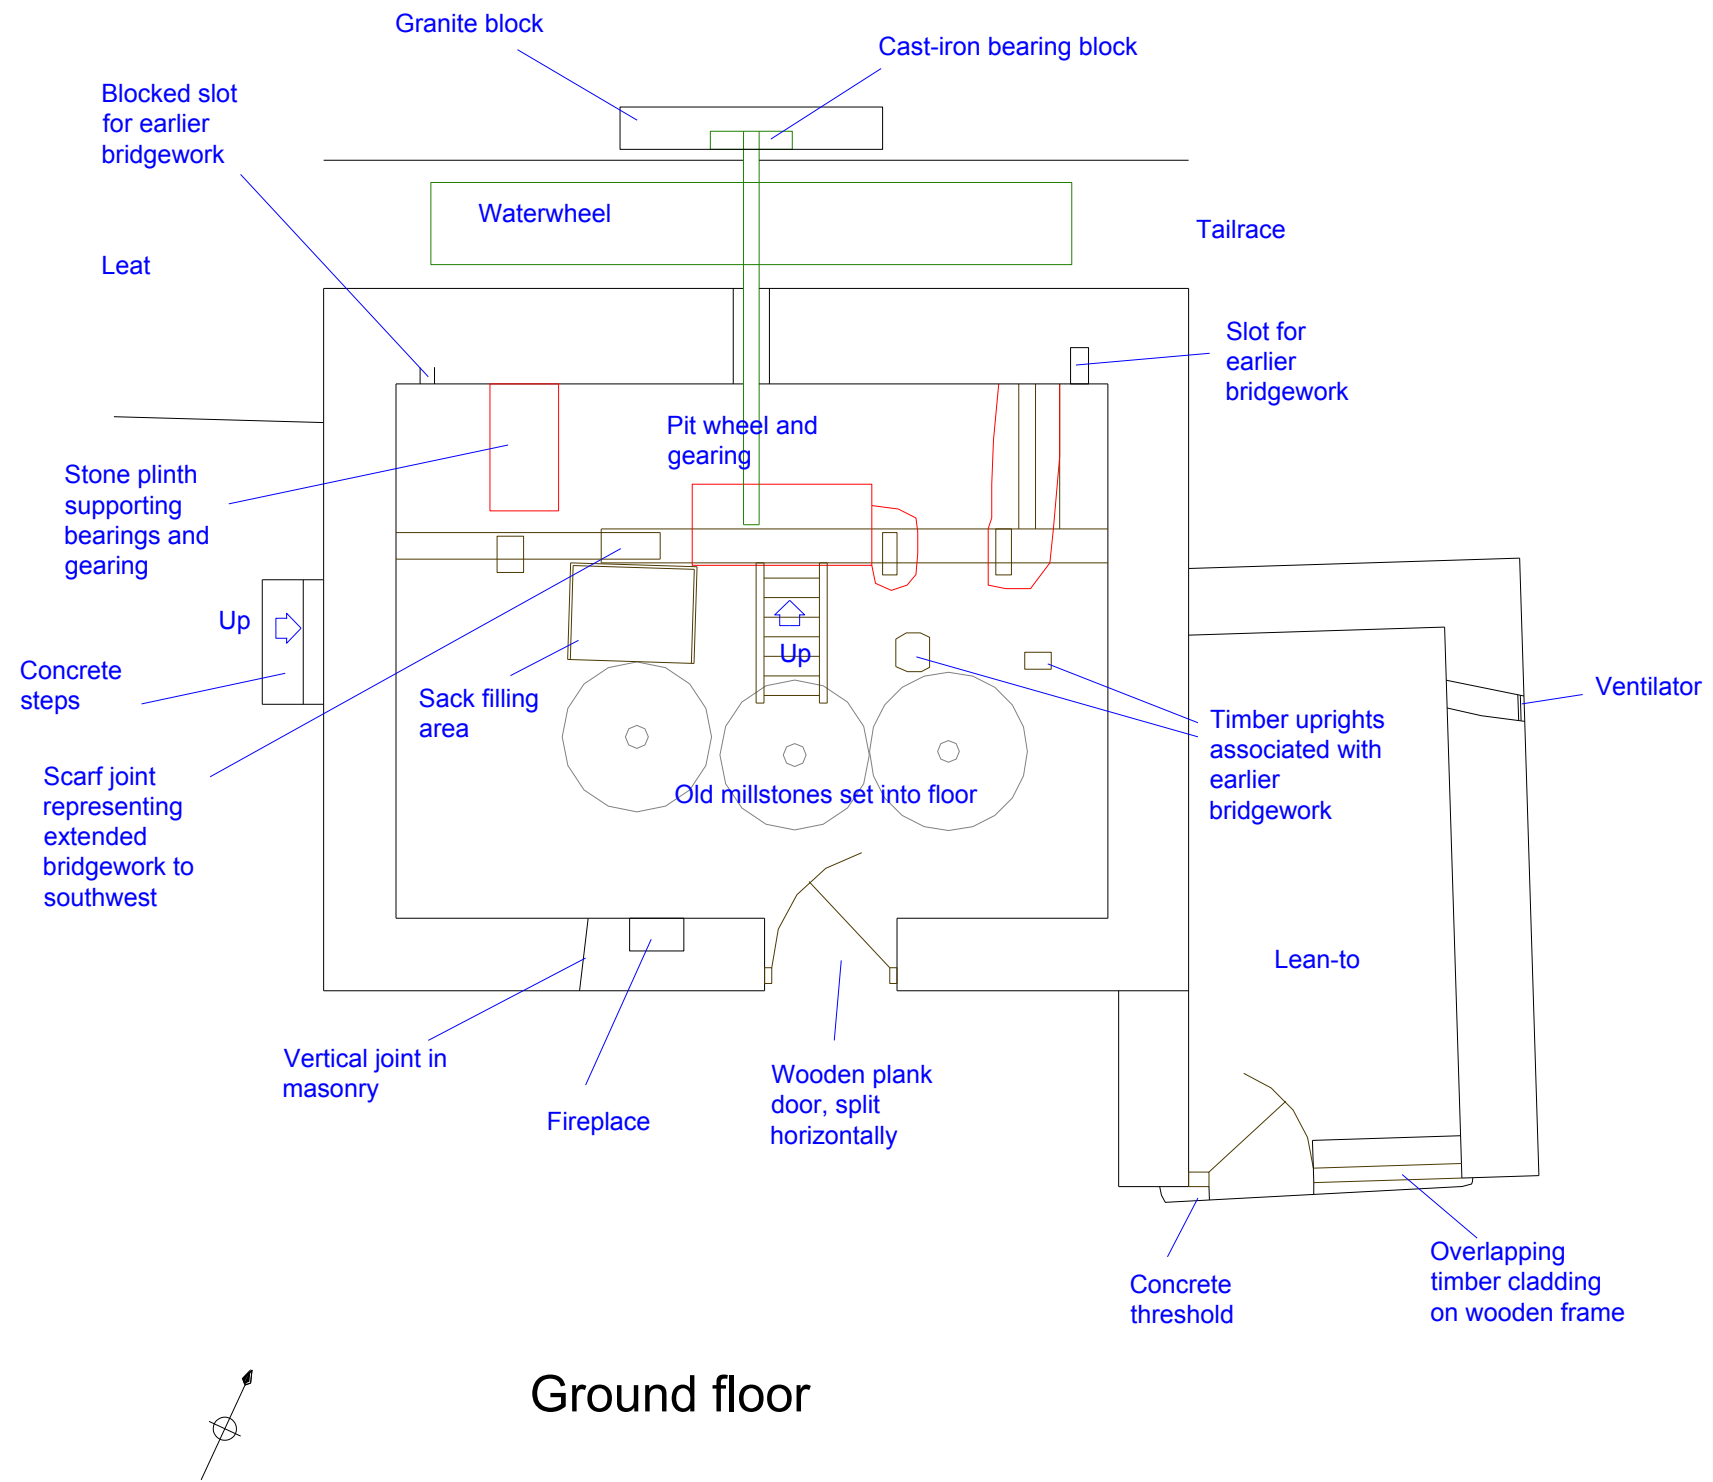 Granite block
Cast-iron bearing block
Blocked slot
for earlier
bridgework
Waterwheel
Tailrace
Leat
Slot for
earlier
bridgework
Pit wheel and
gearing
Stone plinth
supporting
bearings and
gearing
Up
Up
Concrete
steps
Sack filling
area
Ventilator
Timber uprights
associated with
earlier
bridgework
Scarf joint
representing
extended
bridgework to
southwest
Old millstones set into floor
Lean-to
Vertical joint in
masonry
Fireplace
Wooden plank
door, split
horizontally
Concrete
threshold
Overlapping
timber cladding
on wooden frame
Ground floor